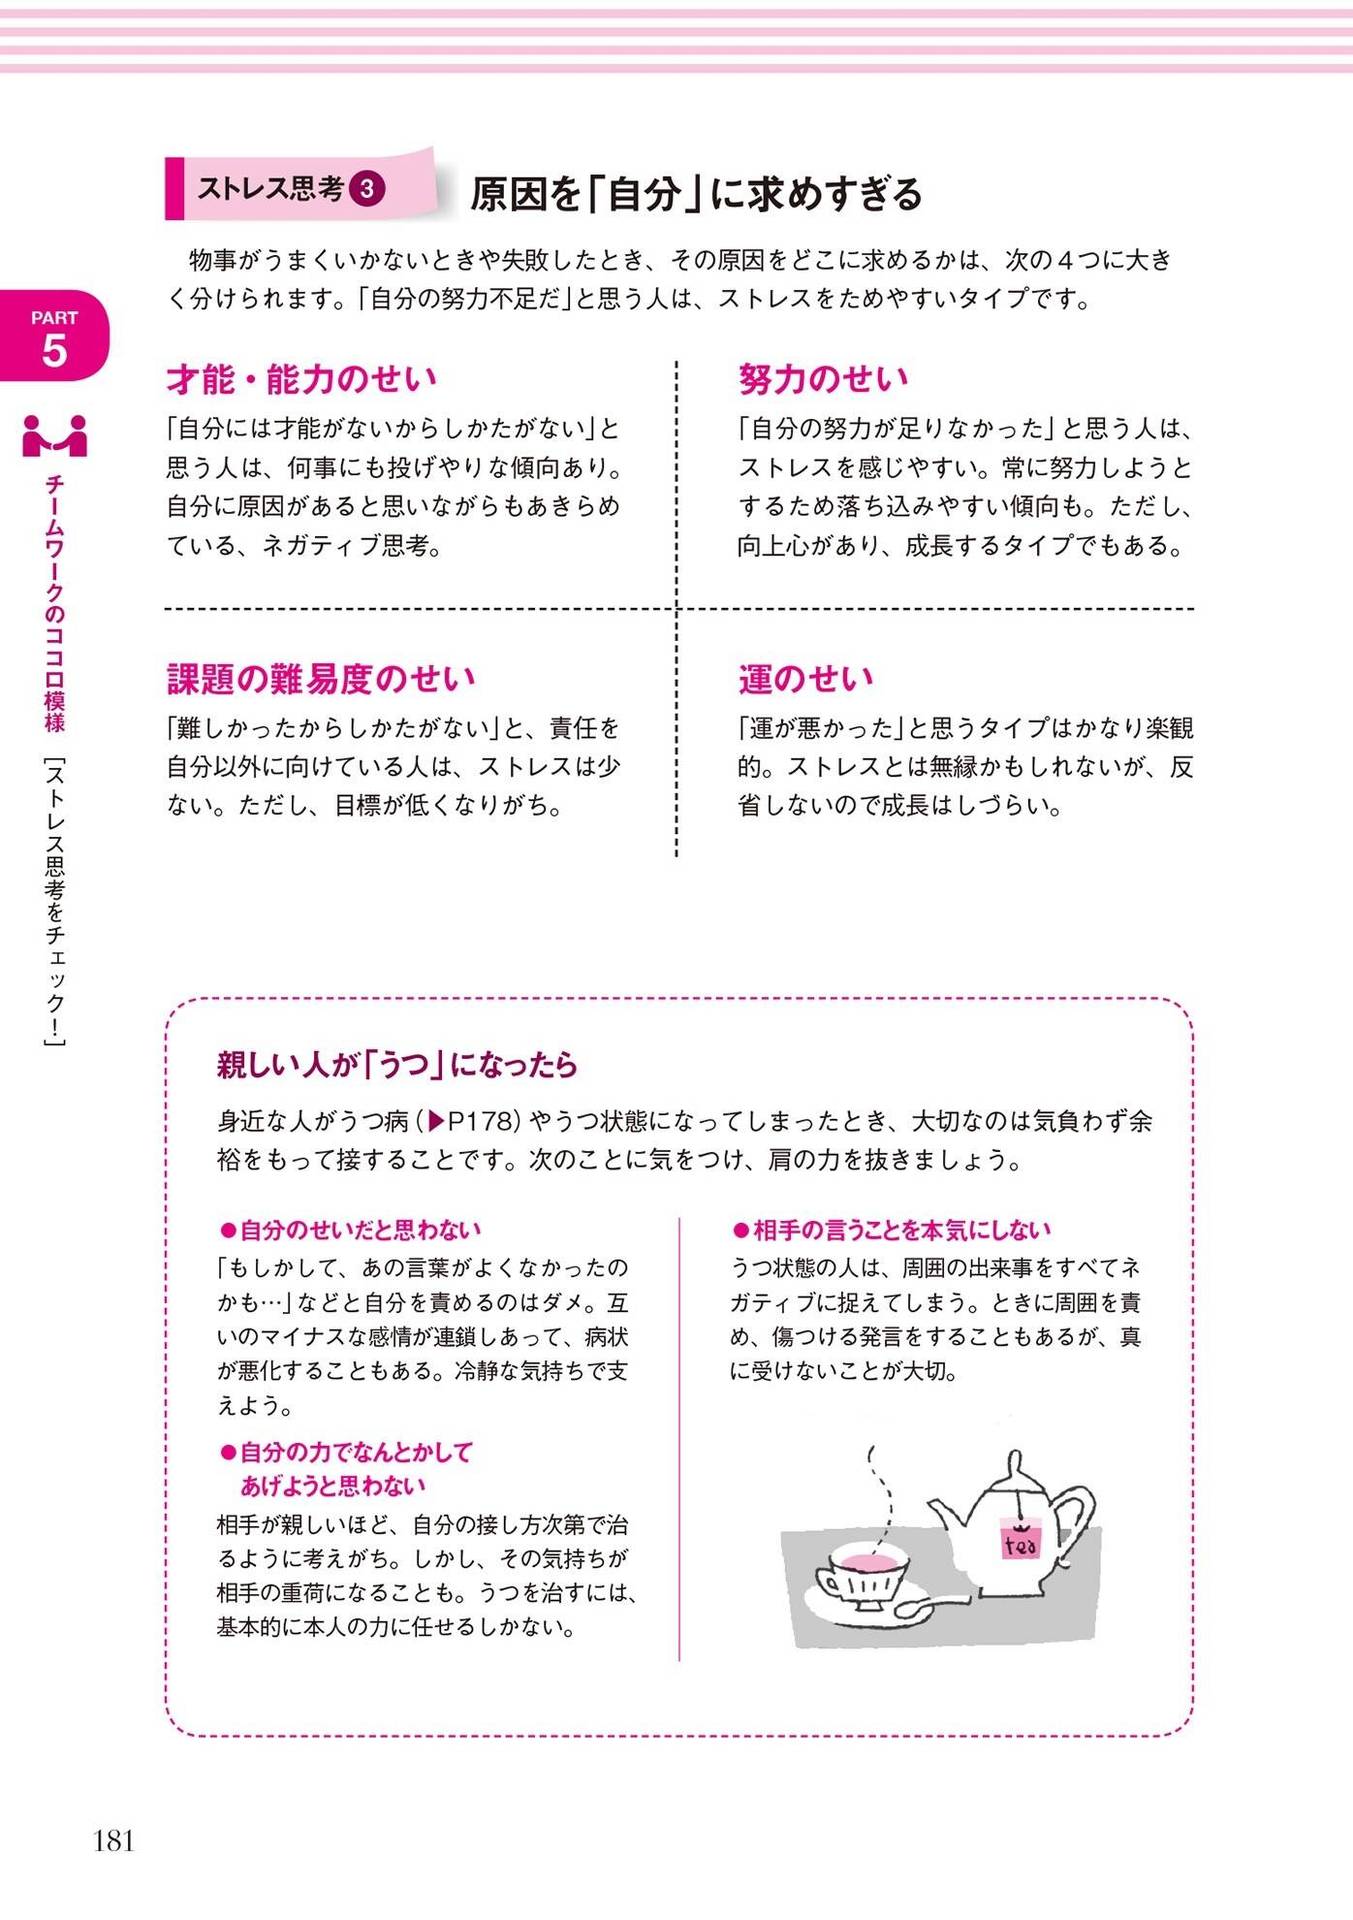 ストレス思考3 原因を「自分」に求めすぎる
物事がうまくいかないときや失敗したとき、その原因をどこに求めるかは、次の4つに大き
く分けられます。「自分の努力不足だ」と思う人は、ストレスをためやすいタイプです。
PART
5
チームワークのココロ模様 [ストレス思考をチェック!]
才能・能力のせい
「自分には才能がないからしかたがない」と
思う人は、何事にも投げやりな傾向あり。
自分に原因があると思いながらもあきらめ
ている、ネガティブ思考。
努力のせい
「自分の努力が足りなかった」と思う人は、
ストレスを感じやすい。常に努力しようと
するため落ち込みやすい傾向も。ただし、
向上心があり、成長するタイプでもある。
課題の難易度のせい
「難しかったからしかたがない」と、責任を
自分以外に向けている人は、ストレスは少
ない。ただし、目標が低くなりがち。
運のせい
「運が悪かった」と思うタイプはかなり楽観
的。ストレスとは無縁かもしれないが、反
省しないので成長はしづらい。
親しい人が「うつ」になったら
身近な人がうつ病(▶P178)やうつ状態になってしまったとき、大切なのは気負わず余
裕をもって接することです。次のことに気をつけ、肩の力を抜きましょう。
●自分のせいだと思わない
「もしかして、あの言葉がよくなかったの
かも…」などと自分を責めるのはダメ。互
いのマイナスな感情が連鎖しあって、病状
が悪化することもある。冷静な気持ちで支
えよう。
●自分の力でなんとかして
あげようと思わない
相手が親しいほど、自分の接し方次第で治
るように考えがち。しかし、その気持ちが
相手の重荷になることも。うつを治すには、
基本的に本人の力に任せるしかない。
●相手の言うことを本気にしない
うつ状態の人は、周囲の出来事をすべてネ
ガティブに捉えてしまう。ときに周囲を責
め、傷つける発言をすることもあるが、真
に受けないことが大切。
tea
181